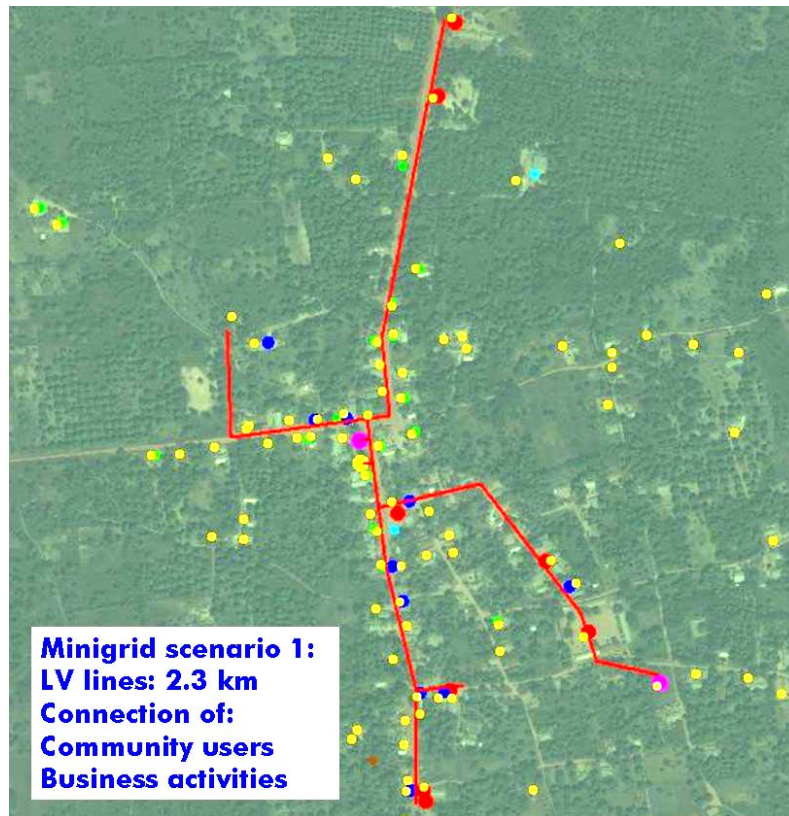 Minigrid scenario 1:
LV lines: 2.3 km
Connection of:
Community users
Business activities